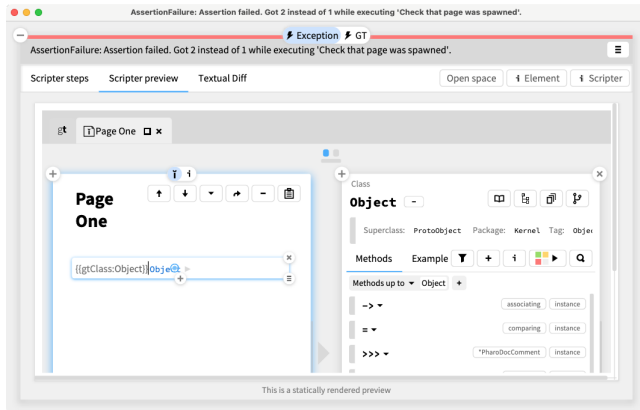 AssertionFailure: Assertion failed. Got 2 instead of 1 while executing 'Check that page was spawned'.
Exception GT
AssertionFailure: Assertion failed. Got 2 instead of 1 while executing 'Check that page was spawned'.
Scripter steps Scripter preview Textual Diff Open space i Element i Scripter
gt Page One
i i
Page One
{{gtClass:Object}}Object
Class
Object
Superclass: ProtoObject Package: Kernel Tag: Objec
Methods Example + i
Methods up to Object +
-> associating instance
= comparing instance
>>> *PharoDocComment instance
This is a statically rendered preview